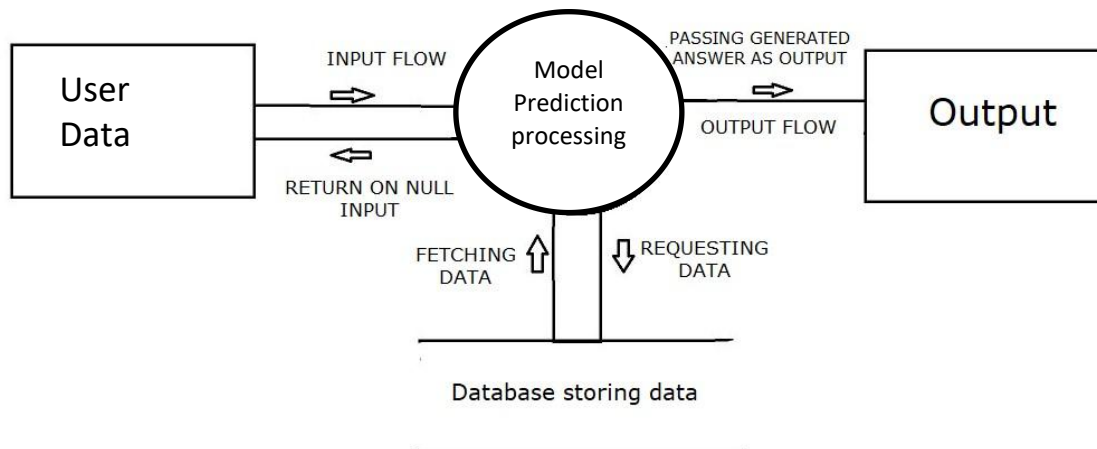 User
Data
INPUT FLOW
RETURN ON NULL
INPUT
Model
Prediction
processing
PASSING GENERATED
ANSWER AS OUTPUT
OUTPUT FLOW
Output
FETCHING
DATA
REQUESTING
DATA
Database storing data